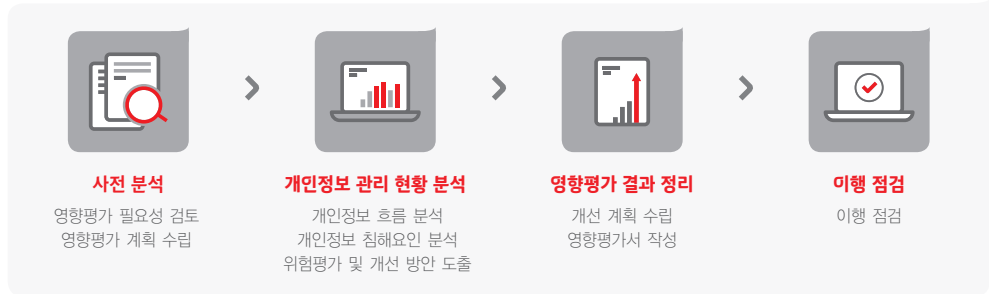 사전 분석
영향평가 필요성 검토
영향평가 계획 수립
개인정보 관리 현황 분석
개인정보 흐름 분석
개인정보 침해요인 분석
위험평가 및 개선 방안 도출
영향평가 결과 정리
개선 계획 수립
영향평가서 작성
이행 점검
이행 점검